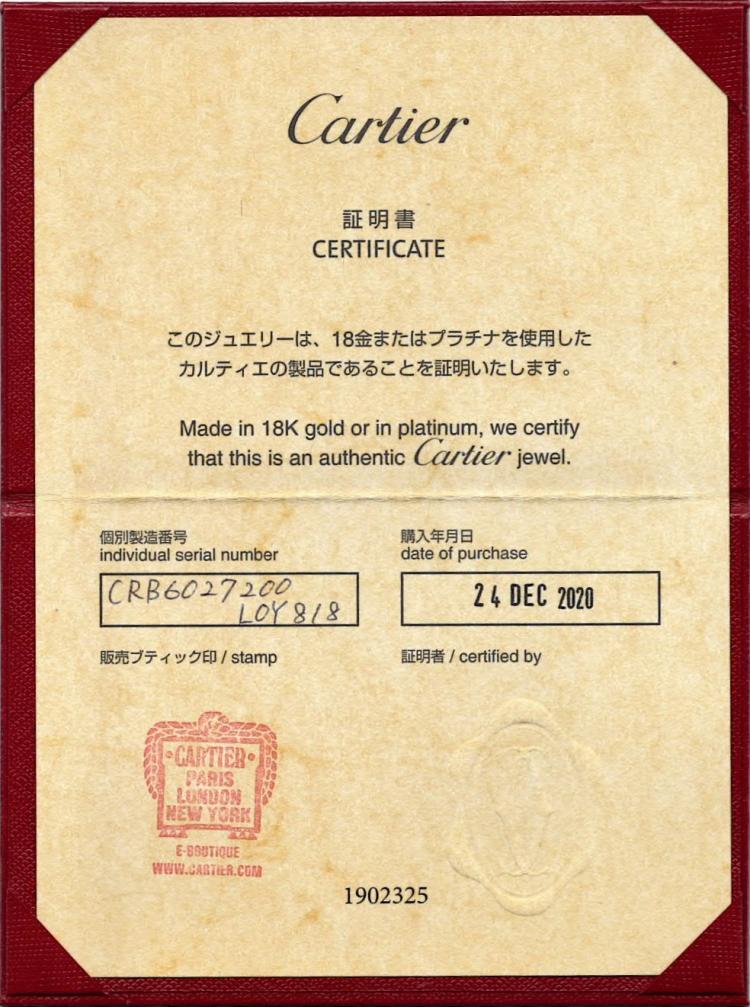 Cartier
証明書
CERTIFICATE
このジュエリーは、18金またはプラチナを使用した
カルティエの製品であることを証明いたします。
Made in 18K gold or in platinum, we certify
that this is an authentic Cartier jewel.
個別製造番号
individual serial number
CRB6027200
LOY818
購入年月日
date of purchase
24 DEC 2020
販売ブティック印 / stamp
証明者 / certified by
CARTIER
PARIS
LONDON
NEW YORK
E-BOUTIQUE
WWW.CARTIER.COM
1902325